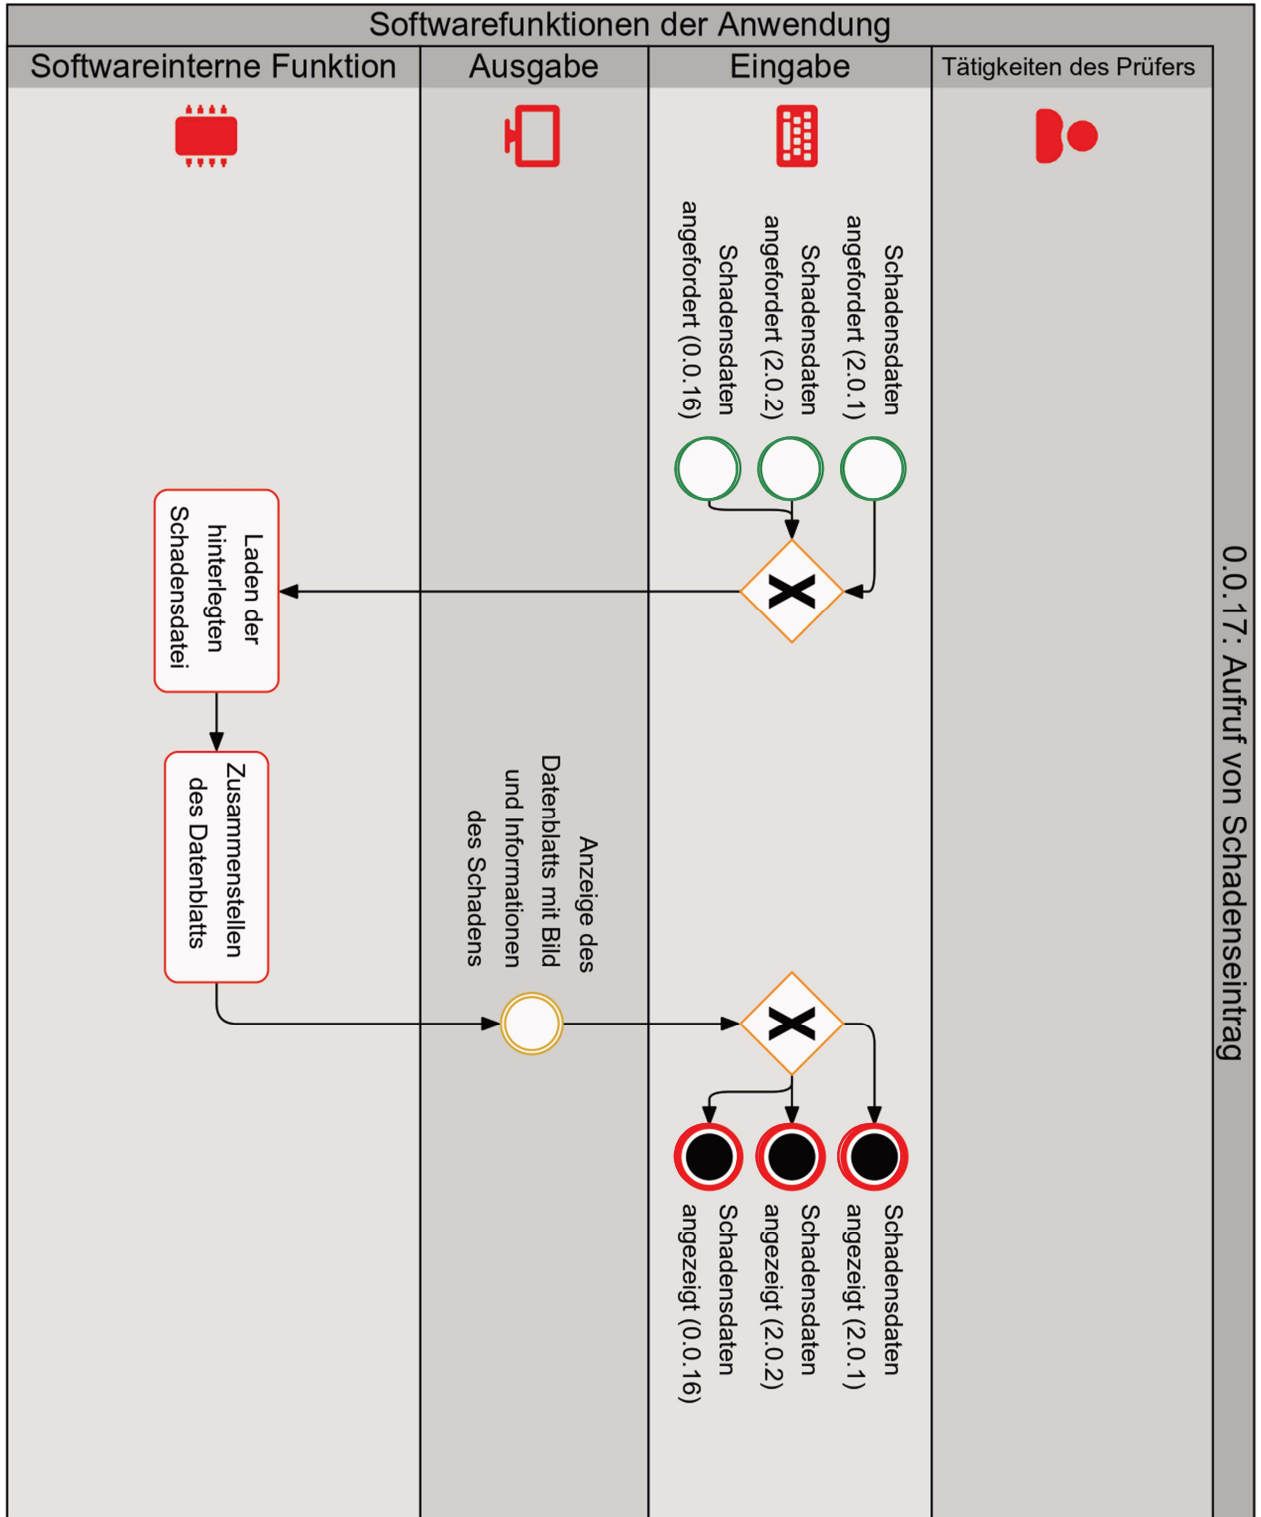 0.0.17: Aufruf von Schadenseintrag
Softwarefunktionen der Anwendung
Softwareinterne Funktion
Ausgabe
Eingabe
Tätigkeiten des Prüfers
Schadensdaten
angefordert (2.0.1)
Schadensdaten
angefordert (2.0.2)
Schadensdaten
angefordert (0.0.16)
X
Laden der
hinterlegten
Schadensdatei
Zusammenstellen
des Datenblatts
Anzeige des
Datenblatts mit Bild
und Informationen
des Schadens
X
Schadensdaten
angezeigt (2.0.1)
Schadensdaten
angezeigt (2.0.2)
Schadensdaten
angezeigt (0.0.16)